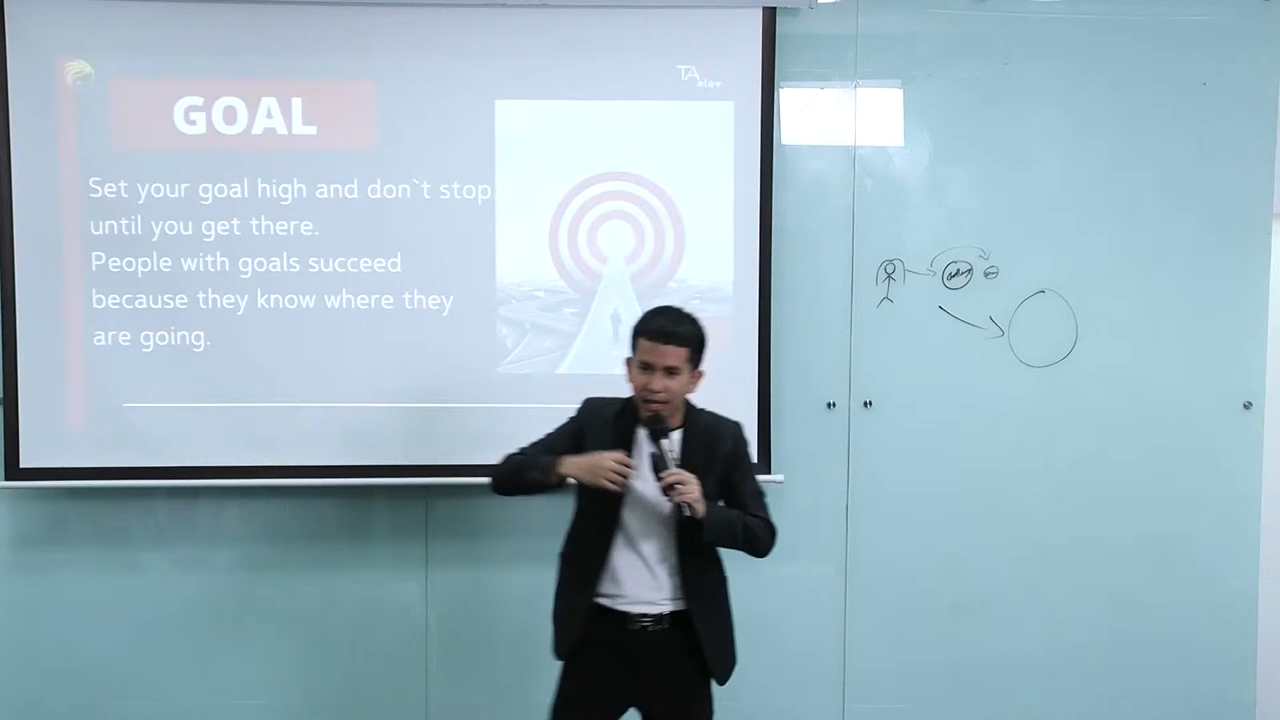 TA
elev
GOAL
Set your goal high and don`t stop
until you get there.
People with goals succeed
because they know where they
are going.